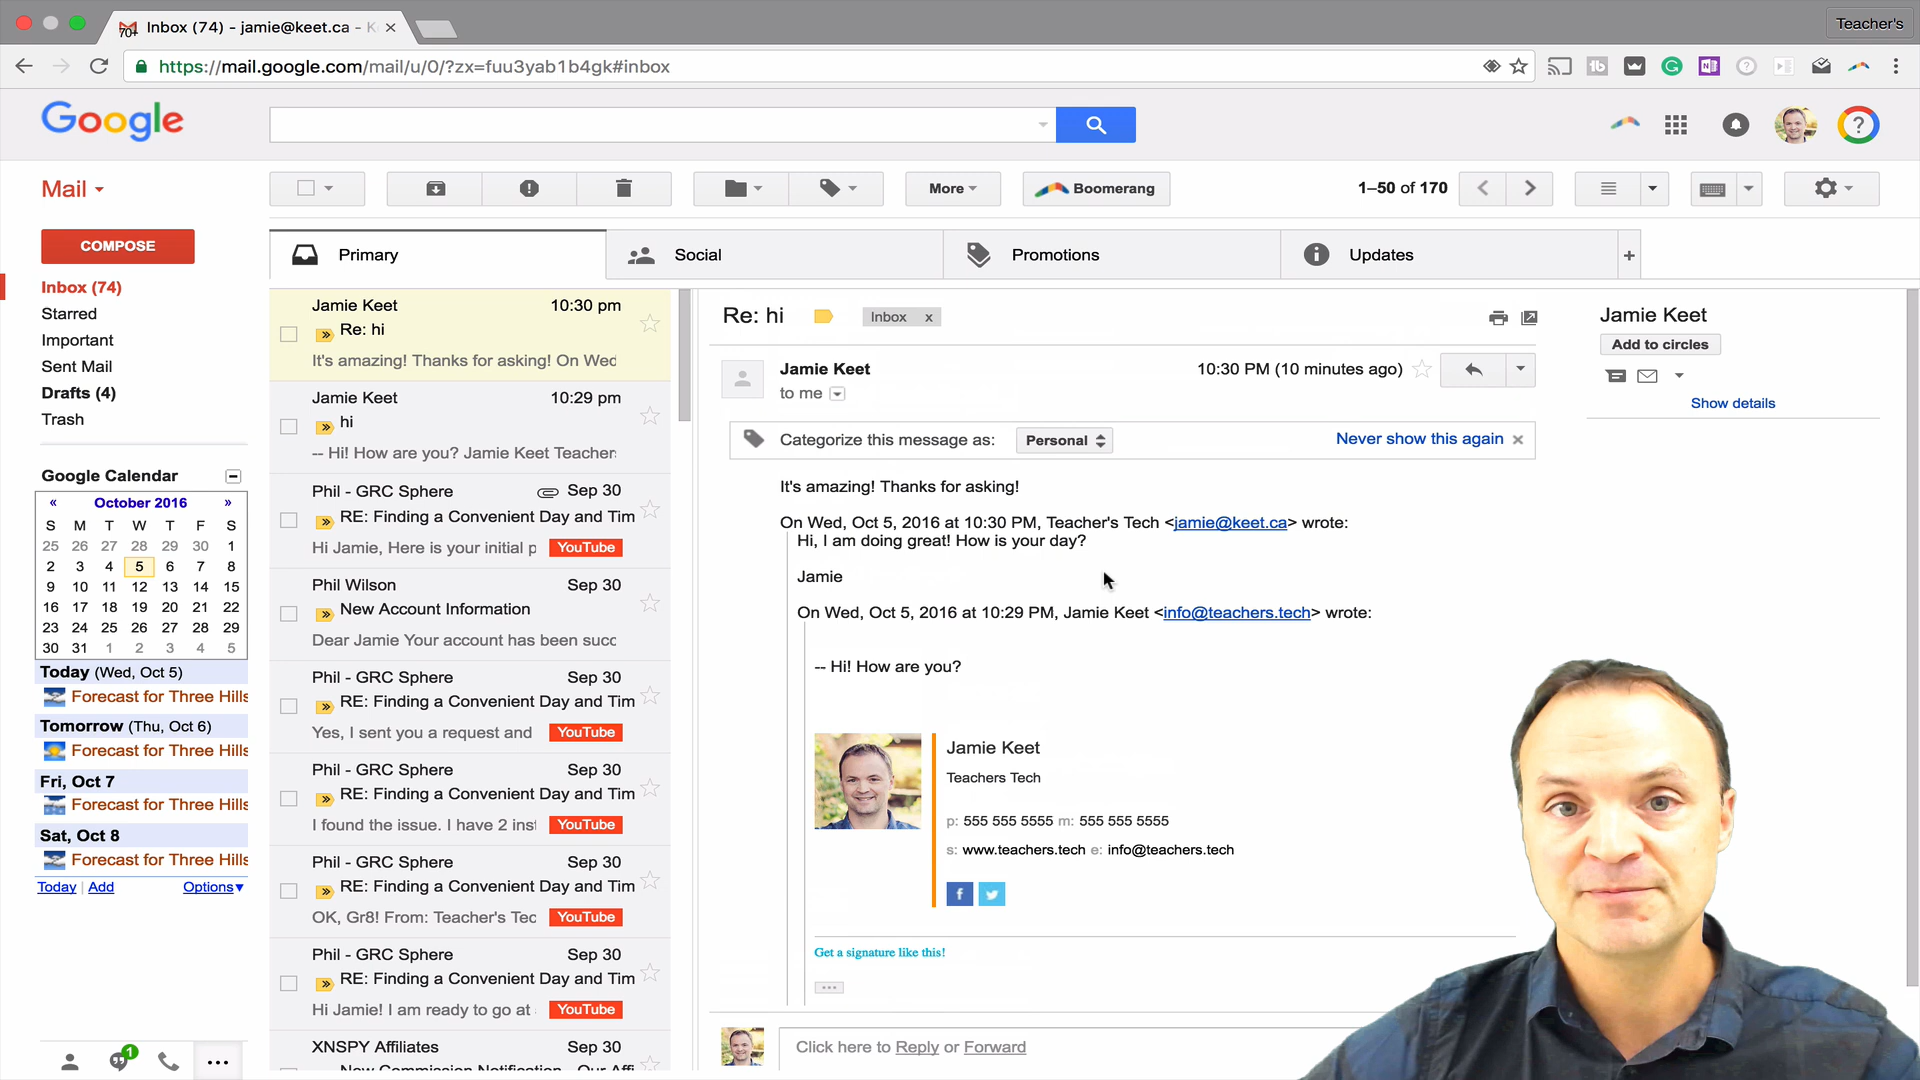 Inbox (74) - jamie@keet.ca - K
Teacher's
https://mail.google.com/mail/u/0/?zx=fuu3yab1b4gk#inbox
Google
Mail
More
Boomerang
1–50 of 170
COMPOSE
Primary
Social
Promotions
Updates
+
Inbox (74)
Starred
Important
Sent Mail
Drafts (4)
Trash
Google Calendar
« October 2016 »
S M T W T F S
25 26 27 28 29 30 1
2 3 4 5 6 7 8
9 10 11 12 13 14 15
16 17 18 19 20 21 22
23 24 25 26 27 28 29
30 31 1 2 3 4 5
Today (Wed, Oct 5)
Forecast for Three Hills
Tomorrow (Thu, Oct 6)
Forecast for Three Hills
Fri, Oct 7
Forecast for Three Hills
Sat, Oct 8
Forecast for Three Hills
Today | Add Options▾
1
Jamie Keet 10:30 pm
Re: hi
It's amazing! Thanks for asking! On Wed
Jamie Keet 10:29 pm
hi
-- Hi! How are you? Jamie Keet Teacher
Phil - GRC Sphere Sep 30
RE: Finding a Convenient Day and Tim
Hi Jamie, Here is your initial p YouTube
Phil Wilson Sep 30
New Account Information
Dear Jamie Your account has been succ
Phil - GRC Sphere Sep 30
RE: Finding a Convenient Day and Tim
Yes, I sent you a request and YouTube
Phil - GRC Sphere Sep 30
RE: Finding a Convenient Day and Tim
I found the issue. I have 2 inst YouTube
Phil - GRC Sphere Sep 30
RE: Finding a Convenient Day and Tim
OK, Gr8! From: Teacher's Tec YouTube
Phil - GRC Sphere Sep 30
RE: Finding a Convenient Day and Tim
Hi Jamie! I am ready to go at YouTube
XNSPY Affiliates Sep 30
New Commission Notification - Our Affi
Re: hi
Inbox x
Jamie Keet
10:30 PM (10 minutes ago)
to me
Categorize this message as: Personal
Never show this again
It's amazing! Thanks for asking!
On Wed, Oct 5, 2016 at 10:30 PM, Teacher's Tech <jamie@keet.ca> wrote:
Hi, I am doing great! How is your day?
Jamie
On Wed, Oct 5, 2016 at 10:29 PM, Jamie Keet <info@teachers.tech> wrote:
-- Hi! How are you?
Jamie Keet
Teachers Tech
p: 555 555 5555 m: 555 555 5555
s: www.teachers.tech e: info@teachers.tech
Get a signature like this!
Click here to Reply or Forward
Jamie Keet
Add to circles
Show details